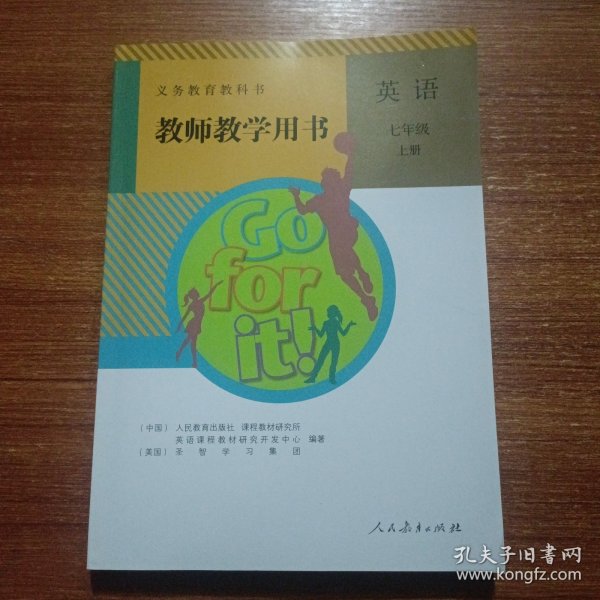 义务教育教科书
教师教学用书
英语
七年级
上册
Go
for
it!
(中国) 人民教育出版社 课程教材研究所
英语课程教材研究开发中心 编著
(美国) 圣智学习集团
人民教育出版社
孔夫子旧书网
www.kongfz.com